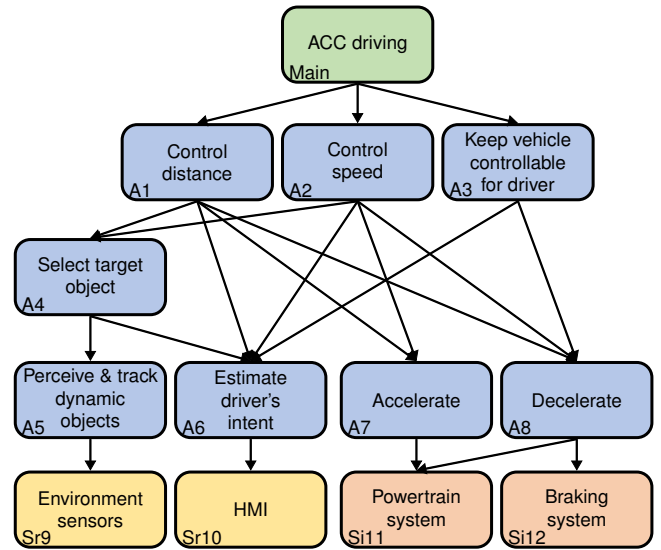 ACC driving
Main
Control
distance
A1
Control
speed
A2
Keep vehicle
controllable
for driver
A3
Select target
object
A4
Perceive & track
dynamic
objects
A5
Estimate
driver's
intent
A6
Accelerate
A7
Decelerate
A8
Environment
sensors
Sr9
HMI
Sr10
Powertrain
system
Si11
Braking
system
Si12